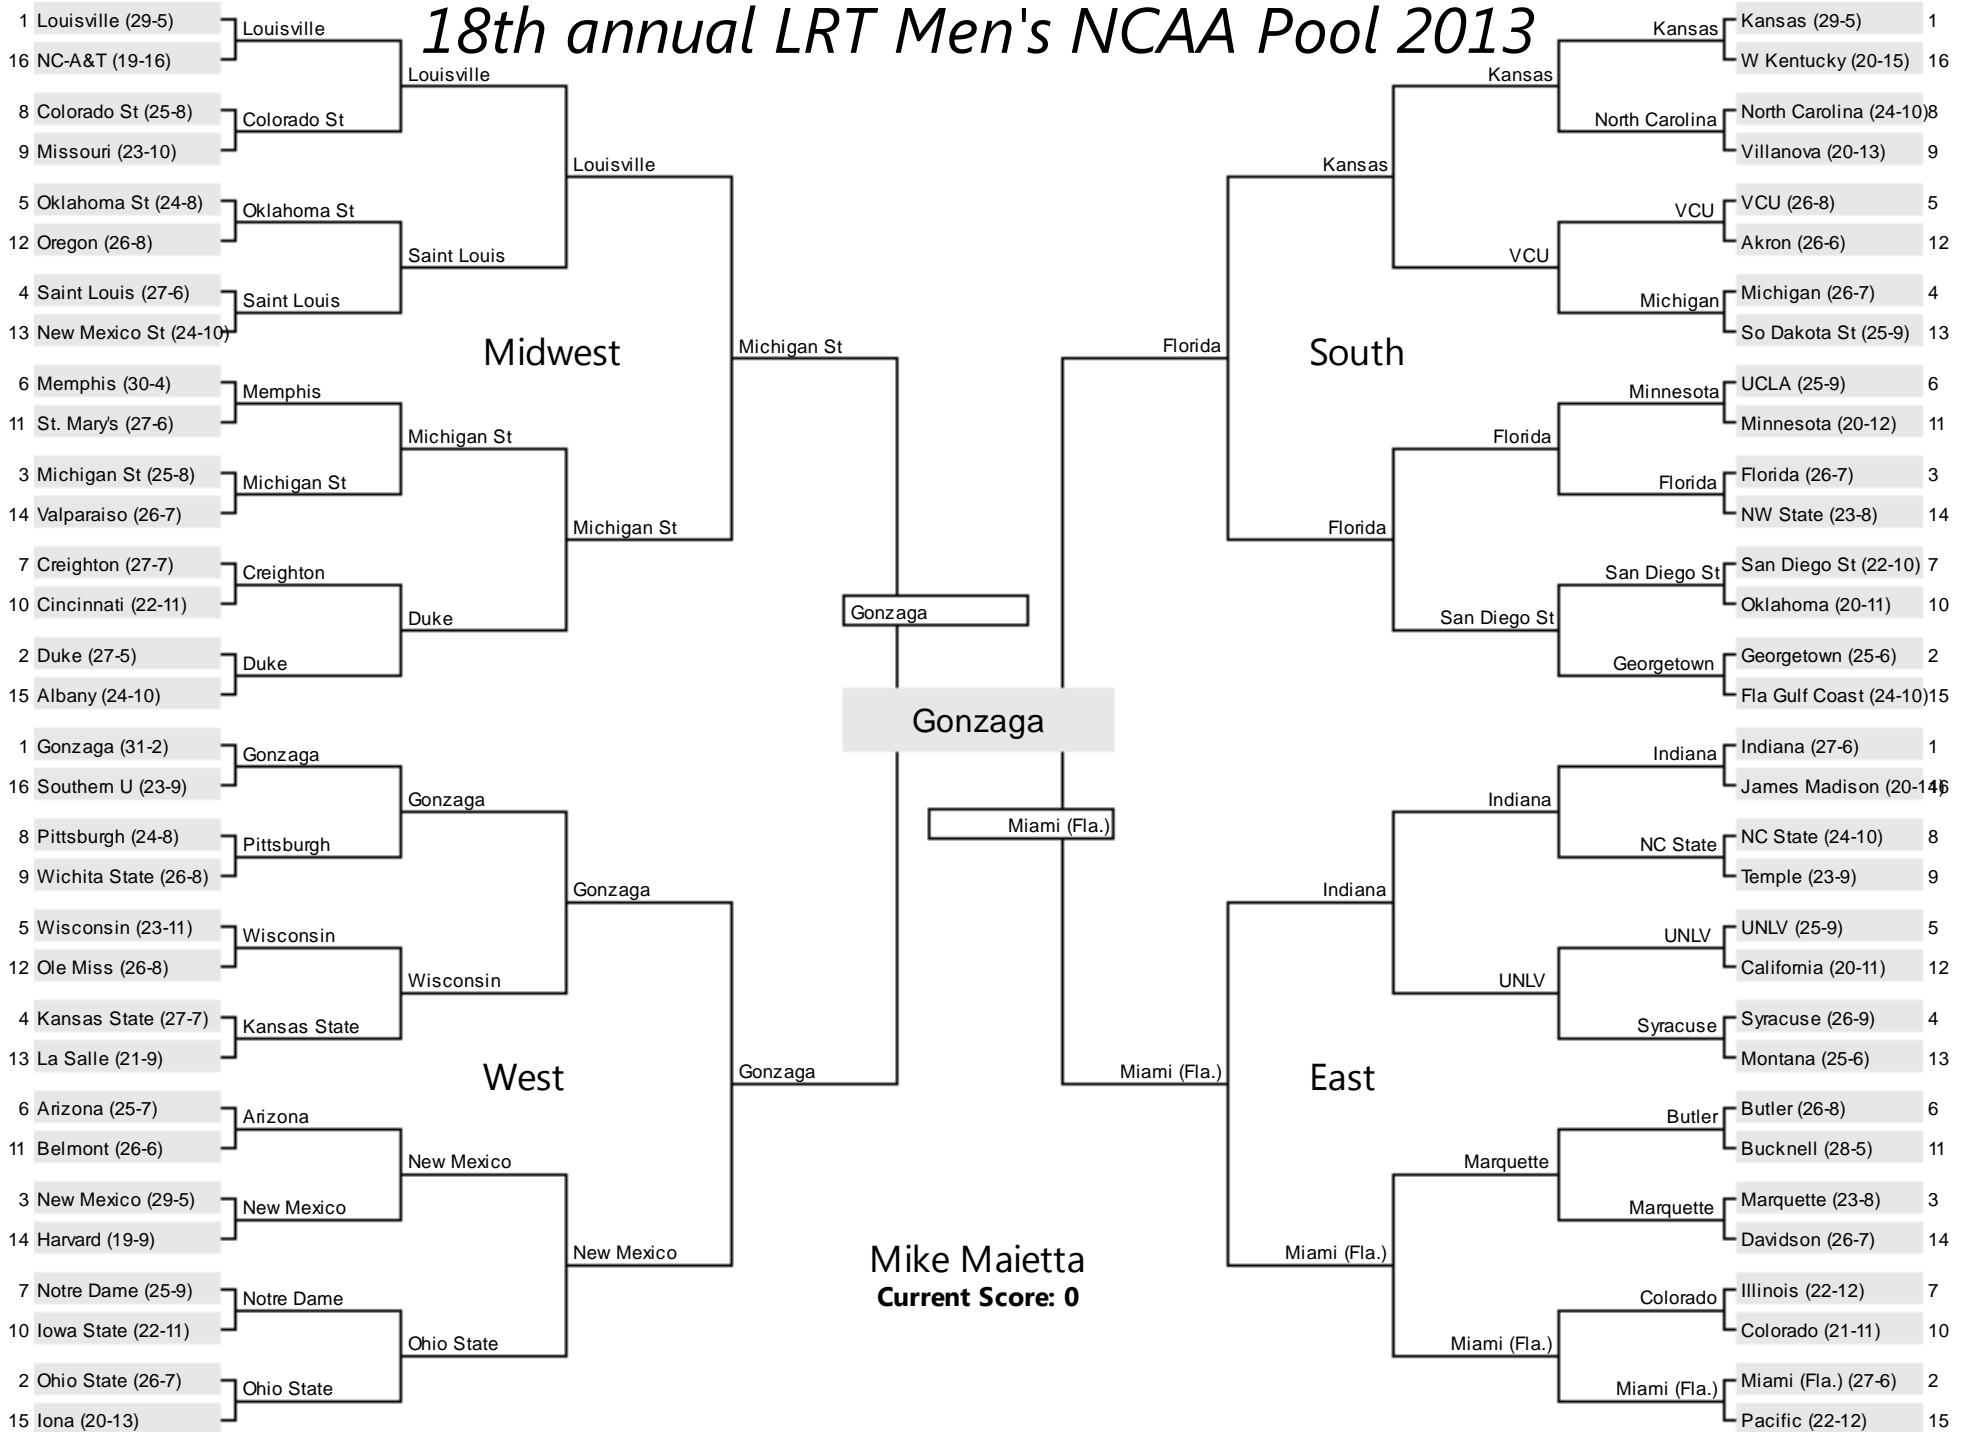 18th annual LRT Men's NCAA Pool 2013
1 Louisville (29-5)
16 NC-A&T (19-16)
8 Colorado St (25-8)
9 Missouri (23-10)
5 Oklahoma St (24-8)
12 Oregon (26-8)
4 Saint Louis (27-6)
13 New Mexico St (24-10)
6 Memphis (30-4)
11 St. Mary's (27-6)
3 Michigan St (25-8)
14 Valparaiso (26-7)
7 Creighton (27-7)
10 Cincinnati (22-11)
2 Duke (27-5)
15 Albany (24-10)
Louisville
Colorado St
Oklahoma St
Saint Louis
Memphis
Michigan St
Creighton
Duke
Louisville
Saint Louis
Michigan St
Duke
Louisville
Michigan St
Midwest
Michigan St
1 Gonzaga (31-2)
16 Southern U (23-9)
8 Pittsburgh (24-8)
9 Wichita State (26-8)
5 Wisconsin (23-11)
12 Ole Miss (26-8)
4 Kansas State (27-7)
13 La Salle (21-9)
6 Arizona (25-7)
11 Belmont (26-6)
3 New Mexico (29-5)
14 Harvard (19-9)
7 Notre Dame (25-9)
10 Iowa State (22-11)
2 Ohio State (26-7)
15 Iona (20-13)
Gonzaga
Pittsburgh
Wisconsin
Kansas State
Arizona
New Mexico
Notre Dame
Ohio State
Gonzaga
Wisconsin
New Mexico
Ohio State
Gonzaga
New Mexico
West
Gonzaga
Gonzaga
Gonzaga
Miami (Fla.)
Mike Maietta
Current Score: 0
Florida
South
Kansas
Florida
Kansas
VCU
Florida
San Diego St
Kansas
North Carolina
VCU
Michigan
Minnesota
Florida
San Diego St
Georgetown
Kansas (29-5) 1
W Kentucky (20-15) 16
North Carolina (24-10) 8
Villanova (20-13) 9
VCU (26-8) 5
Akron (26-6) 12
Michigan (26-7) 4
So Dakota St (25-9) 13
UCLA (25-9) 6
Minnesota (20-12) 11
Florida (26-7) 3
NW State (23-8) 14
San Diego St (22-10) 7
Oklahoma (20-11) 10
Georgetown (25-6) 2
Fla Gulf Coast (24-10) 15
Miami (Fla.)
East
Indiana
Miami (Fla.)
Indiana
UNLV
Marquette
Miami (Fla.)
Indiana
NC State
UNLV
Syracuse
Butler
Marquette
Colorado
Miami (Fla.)
Indiana (27-6) 1
James Madison (20-14) 16
NC State (24-10) 8
Temple (23-9) 9
UNLV (25-9) 5
California (20-11) 12
Syracuse (26-9) 4
Montana (25-6) 13
Butler (26-8) 6
Bucknell (28-5) 11
Marquette (23-8) 3
Davidson (26-7) 14
Illinois (22-12) 7
Colorado (21-11) 10
Miami (Fla.) (27-6) 2
Pacific (22-12) 15